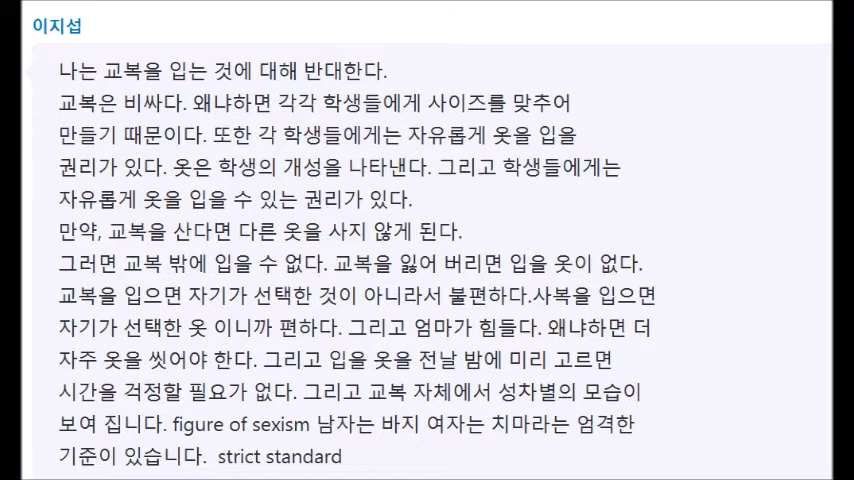 이지섭
나는 교복을 입는 것에 대해 반대한다.
교복은 비싸다. 왜냐하면 각각 학생들에게 사이즈를 맞추어
만들기 때문이다. 또한 각 학생들에게는 자유롭게 옷을 입을
권리가 있다. 옷은 학생의 개성을 나타낸다. 그리고 학생들에게는
자유롭게 옷을 입을 수 있는 권리가 있다.
만약, 교복을 산다면 다른 옷을 사지 않게 된다.
그러면 교복 밖에 입을 수 없다. 교복을 잃어 버리면 입을 옷이 없다.
교복을 입으면 자기가 선택한 것이 아니라서 불편하다.사복을 입으면
자기가 선택한 옷 이니까 편하다. 그리고 엄마가 힘들다. 왜냐하면 더
자주 옷을 씻어야 한다. 그리고 입을 옷을 전날 밤에 미리 고르면
시간을 걱정할 필요가 없다. 그리고 교복 자체에서 성차별의 모습이
보여 집니다. figure of sexism 남자는 바지 여자는 치마라는 엄격한
기준이 있습니다.  strict standard